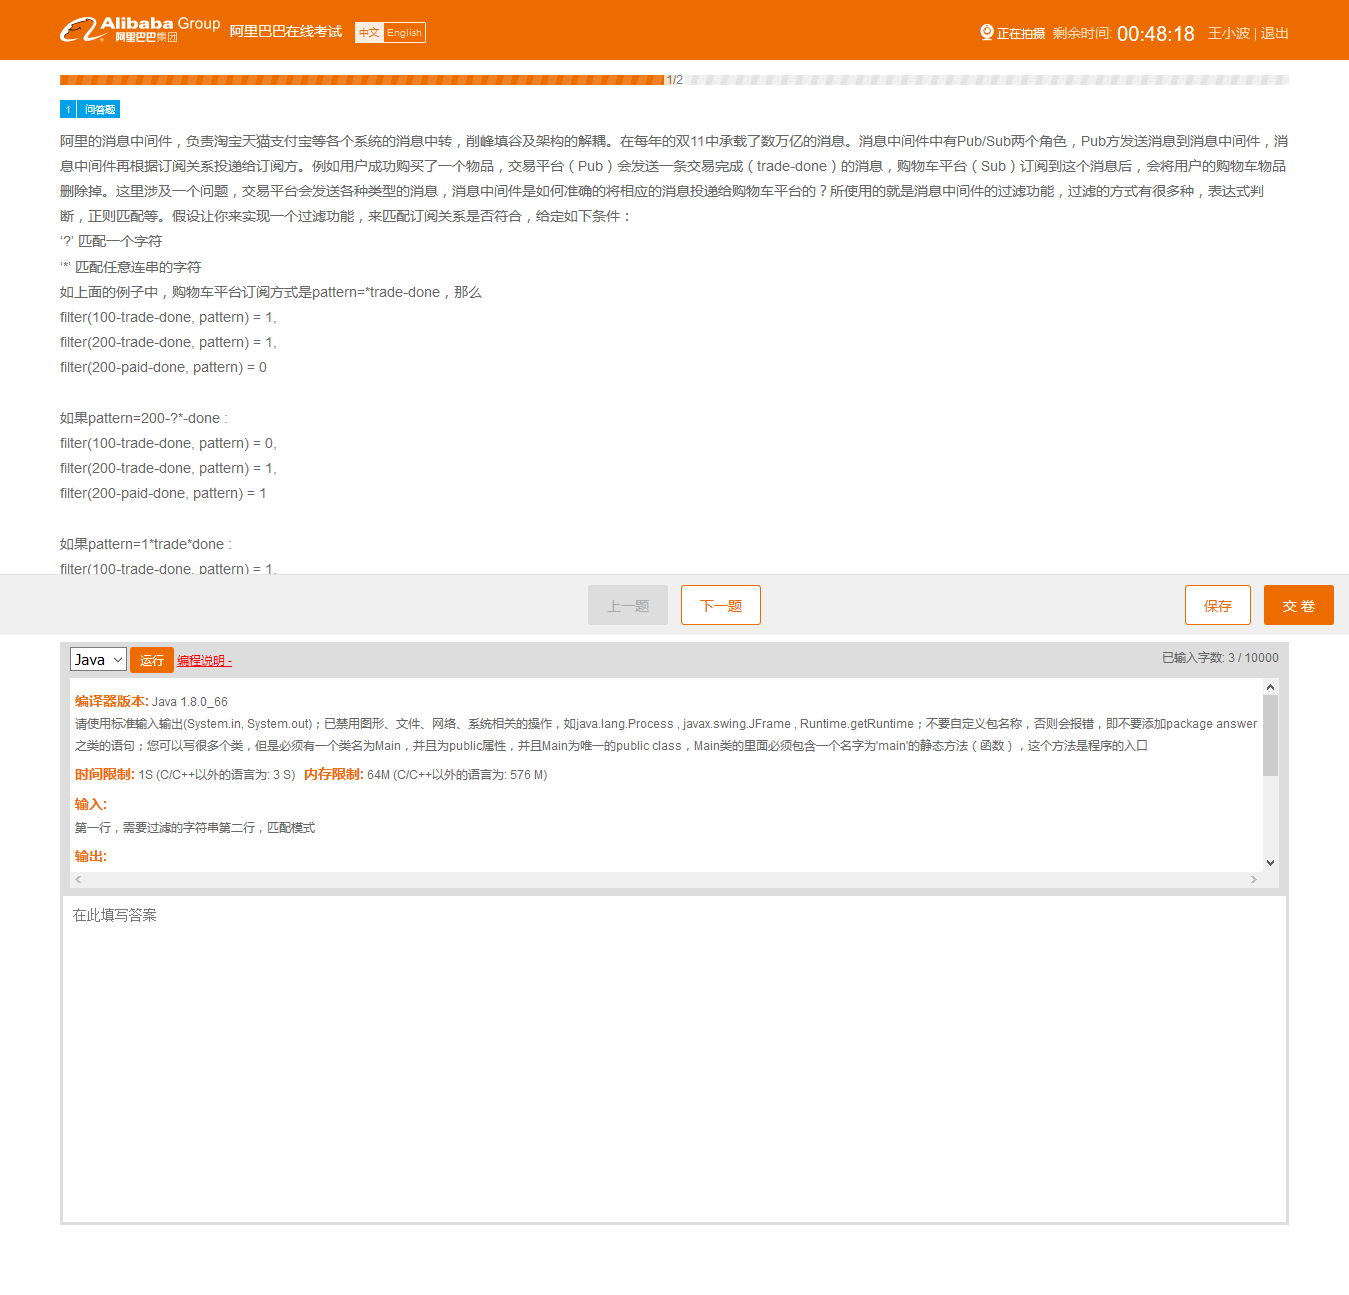 Alibaba Group
阿里巴巴集团
阿里巴巴在线考试
中文 English
正在拍摄 剩余时间: 00:48:18 王小波 | 退出
1/2
1 问答题
阿里的消息中间件，负责淘宝天猫支付宝等各个系统的消息中转，削峰填谷及架构的解耦。在每年的双11中承载了数万亿的消息。消息中间件中有Pub/Sub两个角色，Pub方发送消息到消息中间件，消
息中间件再根据订阅关系投递给订阅方。例如用户成功购买了一个物品，交易平台（Pub）会发送一条交易完成（trade-done）的消息，购物车平台（Sub）订阅到这个消息后，会将用户的购物车物品
删除掉。这里涉及一个问题，交易平台会发送各种类型的消息，消息中间件是如何准确的将相应的消息投递给购物车平台的？所使用的就是消息中间件的过滤功能，过滤的方式有很多种，表达式判
断，正则匹配等。假设让你来实现一个过滤功能，来匹配订阅关系是否符合，给定如下条件：
‘?’ 匹配一个字符
‘*’ 匹配任意连串的字符
如上面的例子中，购物车平台订阅方式是pattern=*trade-done，那么
filter(100-trade-done, pattern) = 1,
filter(200-trade-done, pattern) = 1,
filter(200-paid-done, pattern) = 0
如果pattern=200-?*-done :
filter(100-trade-done, pattern) = 0,
filter(200-trade-done, pattern) = 1,
filter(200-paid-done, pattern) = 1
如果pattern=1*trade*done :
filter(100-trade-done, pattern) = 1,
上一题 下一题 保存 交 卷
Java 运行 编程说明 - 已输入字数: 3 / 10000
编译器版本: Java 1.8.0_66
请使用标准输入输出(System.in, System.out)；已禁用图形、文件、网络、系统相关的操作，如java.lang.Process , javax.swing.JFrame , Runtime.getRuntime；不要自定义包名称，否则会报错，即不要添加package answer
之类的语句；您可以写很多个类，但是必须有一个类名为Main，并且为public属性，并且Main为唯一的public class，Main类的里面必须包含一个名字为'main'的静态方法（函数），这个方法是程序的入口
时间限制: 1S (C/C++以外的语言为: 3 S) 内存限制: 64M (C/C++以外的语言为: 576 M)
输入:
第一行，需要过滤的字符串第二行，匹配模式
输出:
在此填写答案